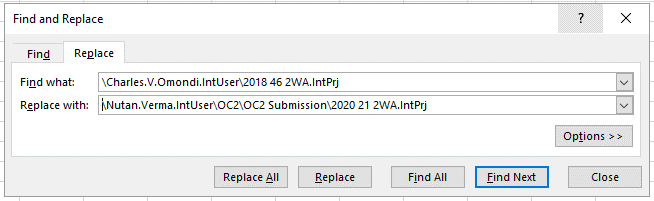 Find and Replace ?
Find Replace
Find what: \Charles.V.Omondi.IntUser\2018 46 2WA.IntPrj
Replace with: \Nutan.Verma.IntUser\OC2\OC2 Submission\2020 21 2WA.IntPrj
Options >>
Replace All Replace Find All Find Next Close